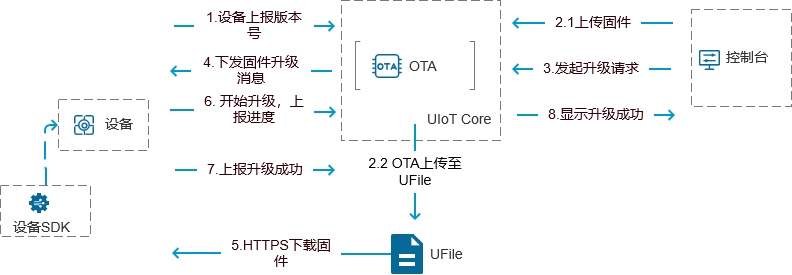 1.设备上报版本
号
2.1上传固件
4.下发固件升级
消息
OTA
OTA
3.发起升级请求
控制台
6. 开始升级，上
报进度
UIoT Core
8.显示升级成功
设备
7.上报升级成功
2.2 OTA上传至
UFile
设备SDK
5.HTTPS下载固
件
UFile